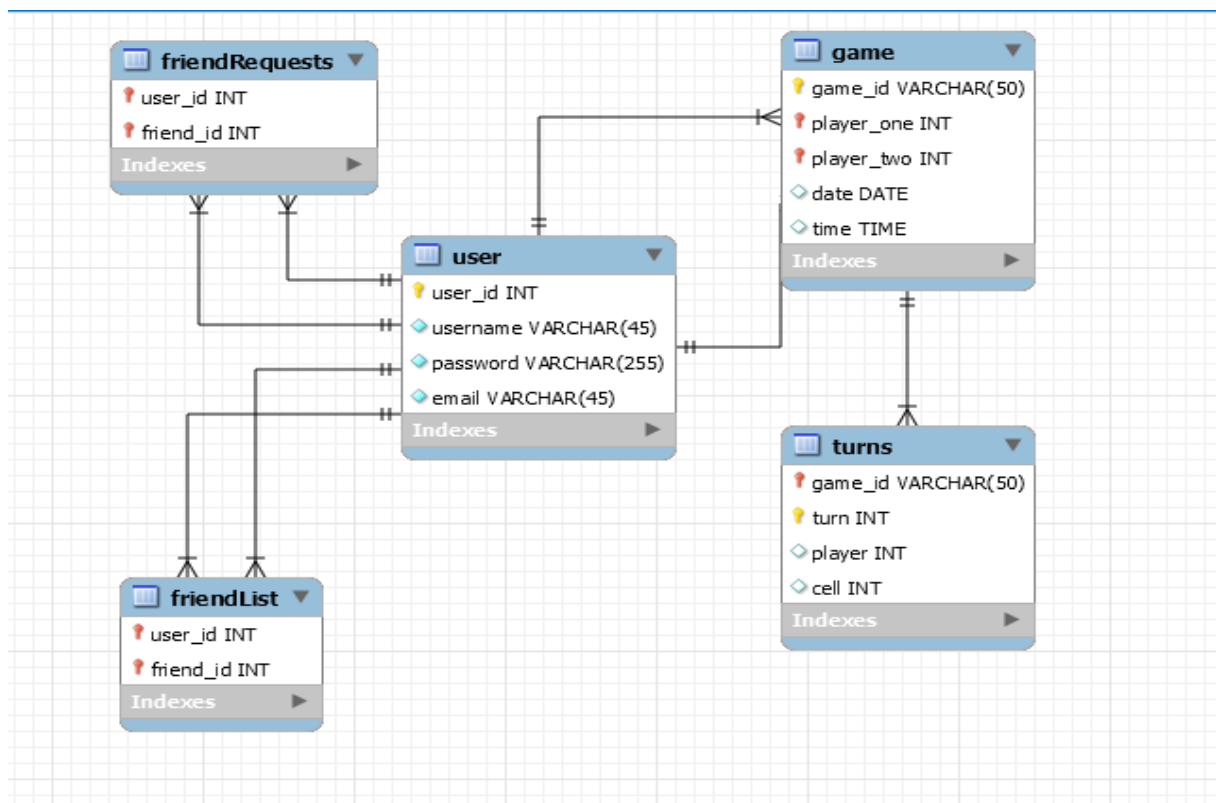 friendRequests
user_id INT
friend_id INT
Indexes
game
game_id VARCHAR(50)
player_one INT
player_two INT
date DATE
time TIME
Indexes
user
user_id INT
username VARCHAR(45)
password VARCHAR(255)
email VARCHAR(45)
Indexes
turns
game_id VARCHAR(50)
turn INT
player INT
cell INT
Indexes
friendList
user_id INT
friend_id INT
Indexes